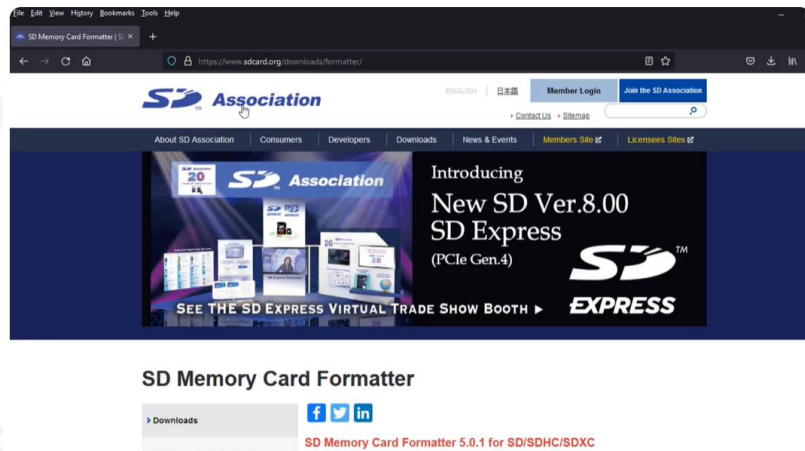 File Edit View History Bookmarks Tools Help
SD Memory Card Formatter | SD
https://www.sdcard.org/downloads/formatter/
ENGLISH 日本語 Member Login Join the SD Association
SD Association
Contact Us Sitemap
About SD Association Consumers Developers Downloads News & Events Members Site Licensees Sites
SD Association
20
Introducing
New SD Ver.8.00
SD Express
(PCIe Gen.4)
SD TM
EXPRESS
SEE THE SD EXPRESS VIRTUAL TRADE SHOW BOOTH
SD Memory Card Formatter
Downloads
SD Memory Card Formatter 5.0.1 for SD/SDHC/SDXC